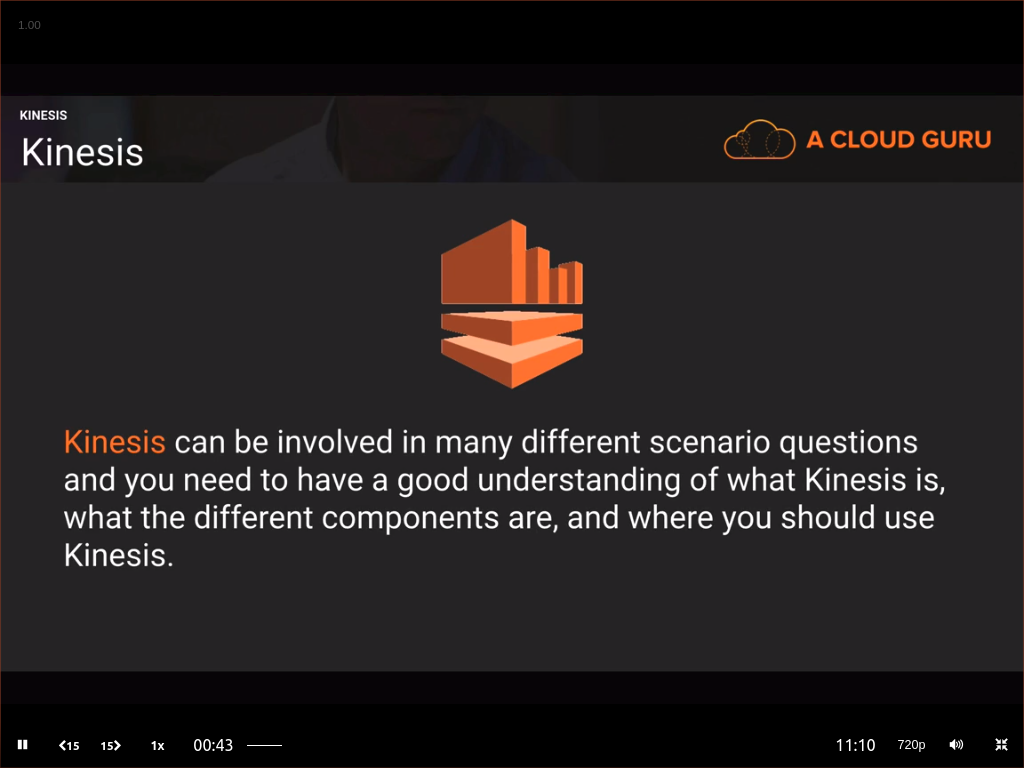 1.00
KINESIS
Kinesis
A CLOUD GURU
Kinesis can be involved in many different scenario questions
and you need to have a good understanding of what Kinesis is,
what the different components are, and where you should use
Kinesis.
15 15 1x 00:43 11:10 720p